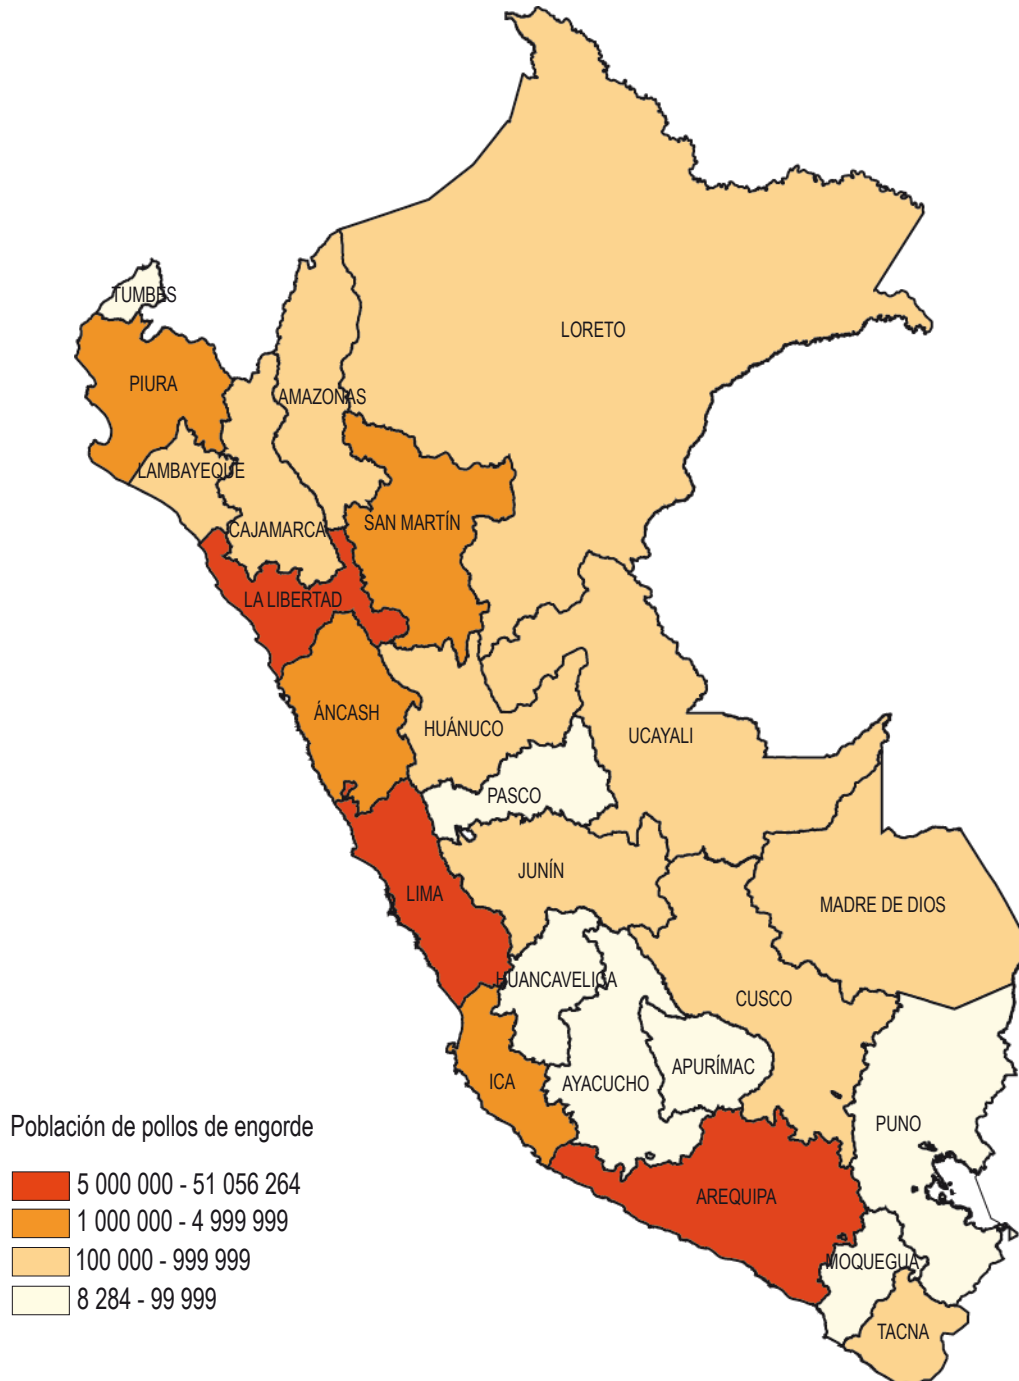 TUMBES
LORETO
PIURA
AMAZONAS
LAMBAYEQUE
SAN MARTÍN
CAJAMARCA
LA LIBERTAD
ÁNCASH
HUÁNUCO
UCAYALI
PASCO
JUNÍN
LIMA
MADRE DE DIOS
HUANCAVELICA
CUSCO
APURÍMAC
ICA
AYACUCHO
PUNO
AREQUIPA
MOQUEGUA
TACNA
Población de pollos de engorde
5 000 000 - 51 056 264
1 000 000 - 4 999 999
100 000 - 999 999
8 284 - 99 999